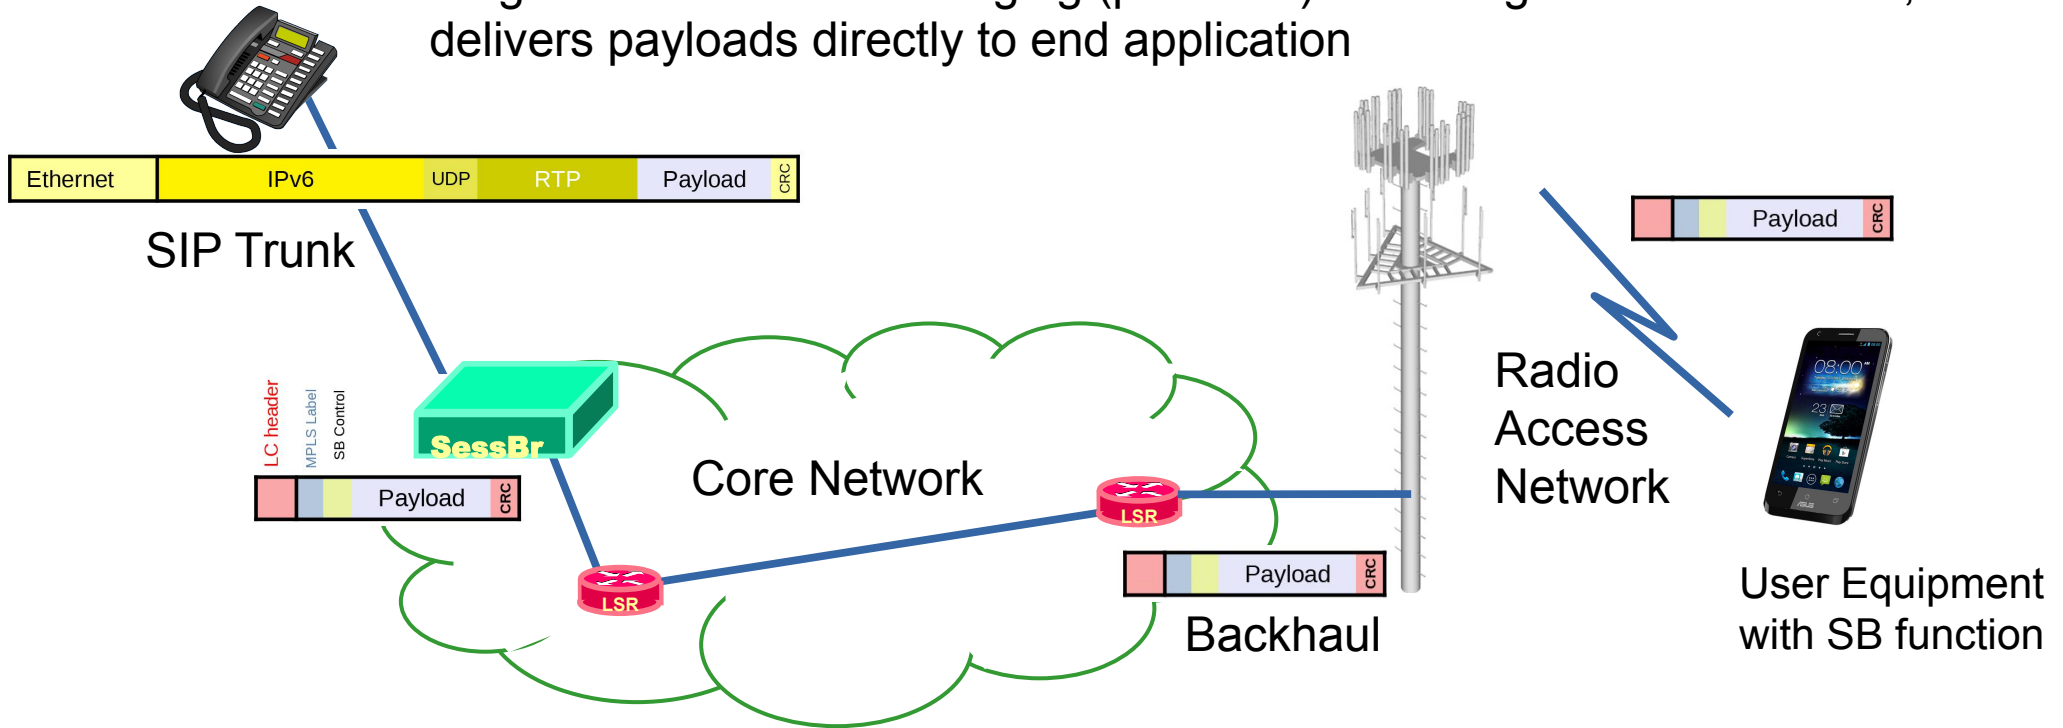 delivers payloads directly to end application
Ethernet IPv6 UDP RTP Payload CRC
SIP Trunk
Payload CRC
LC header
MPLS Label
SB Control
SessBr
Payload CRC
Core Network
LSR
LSR
Payload CRC
Backhaul
Radio
Access
Network
08:00
23
ASUS
User Equipment
with SB function